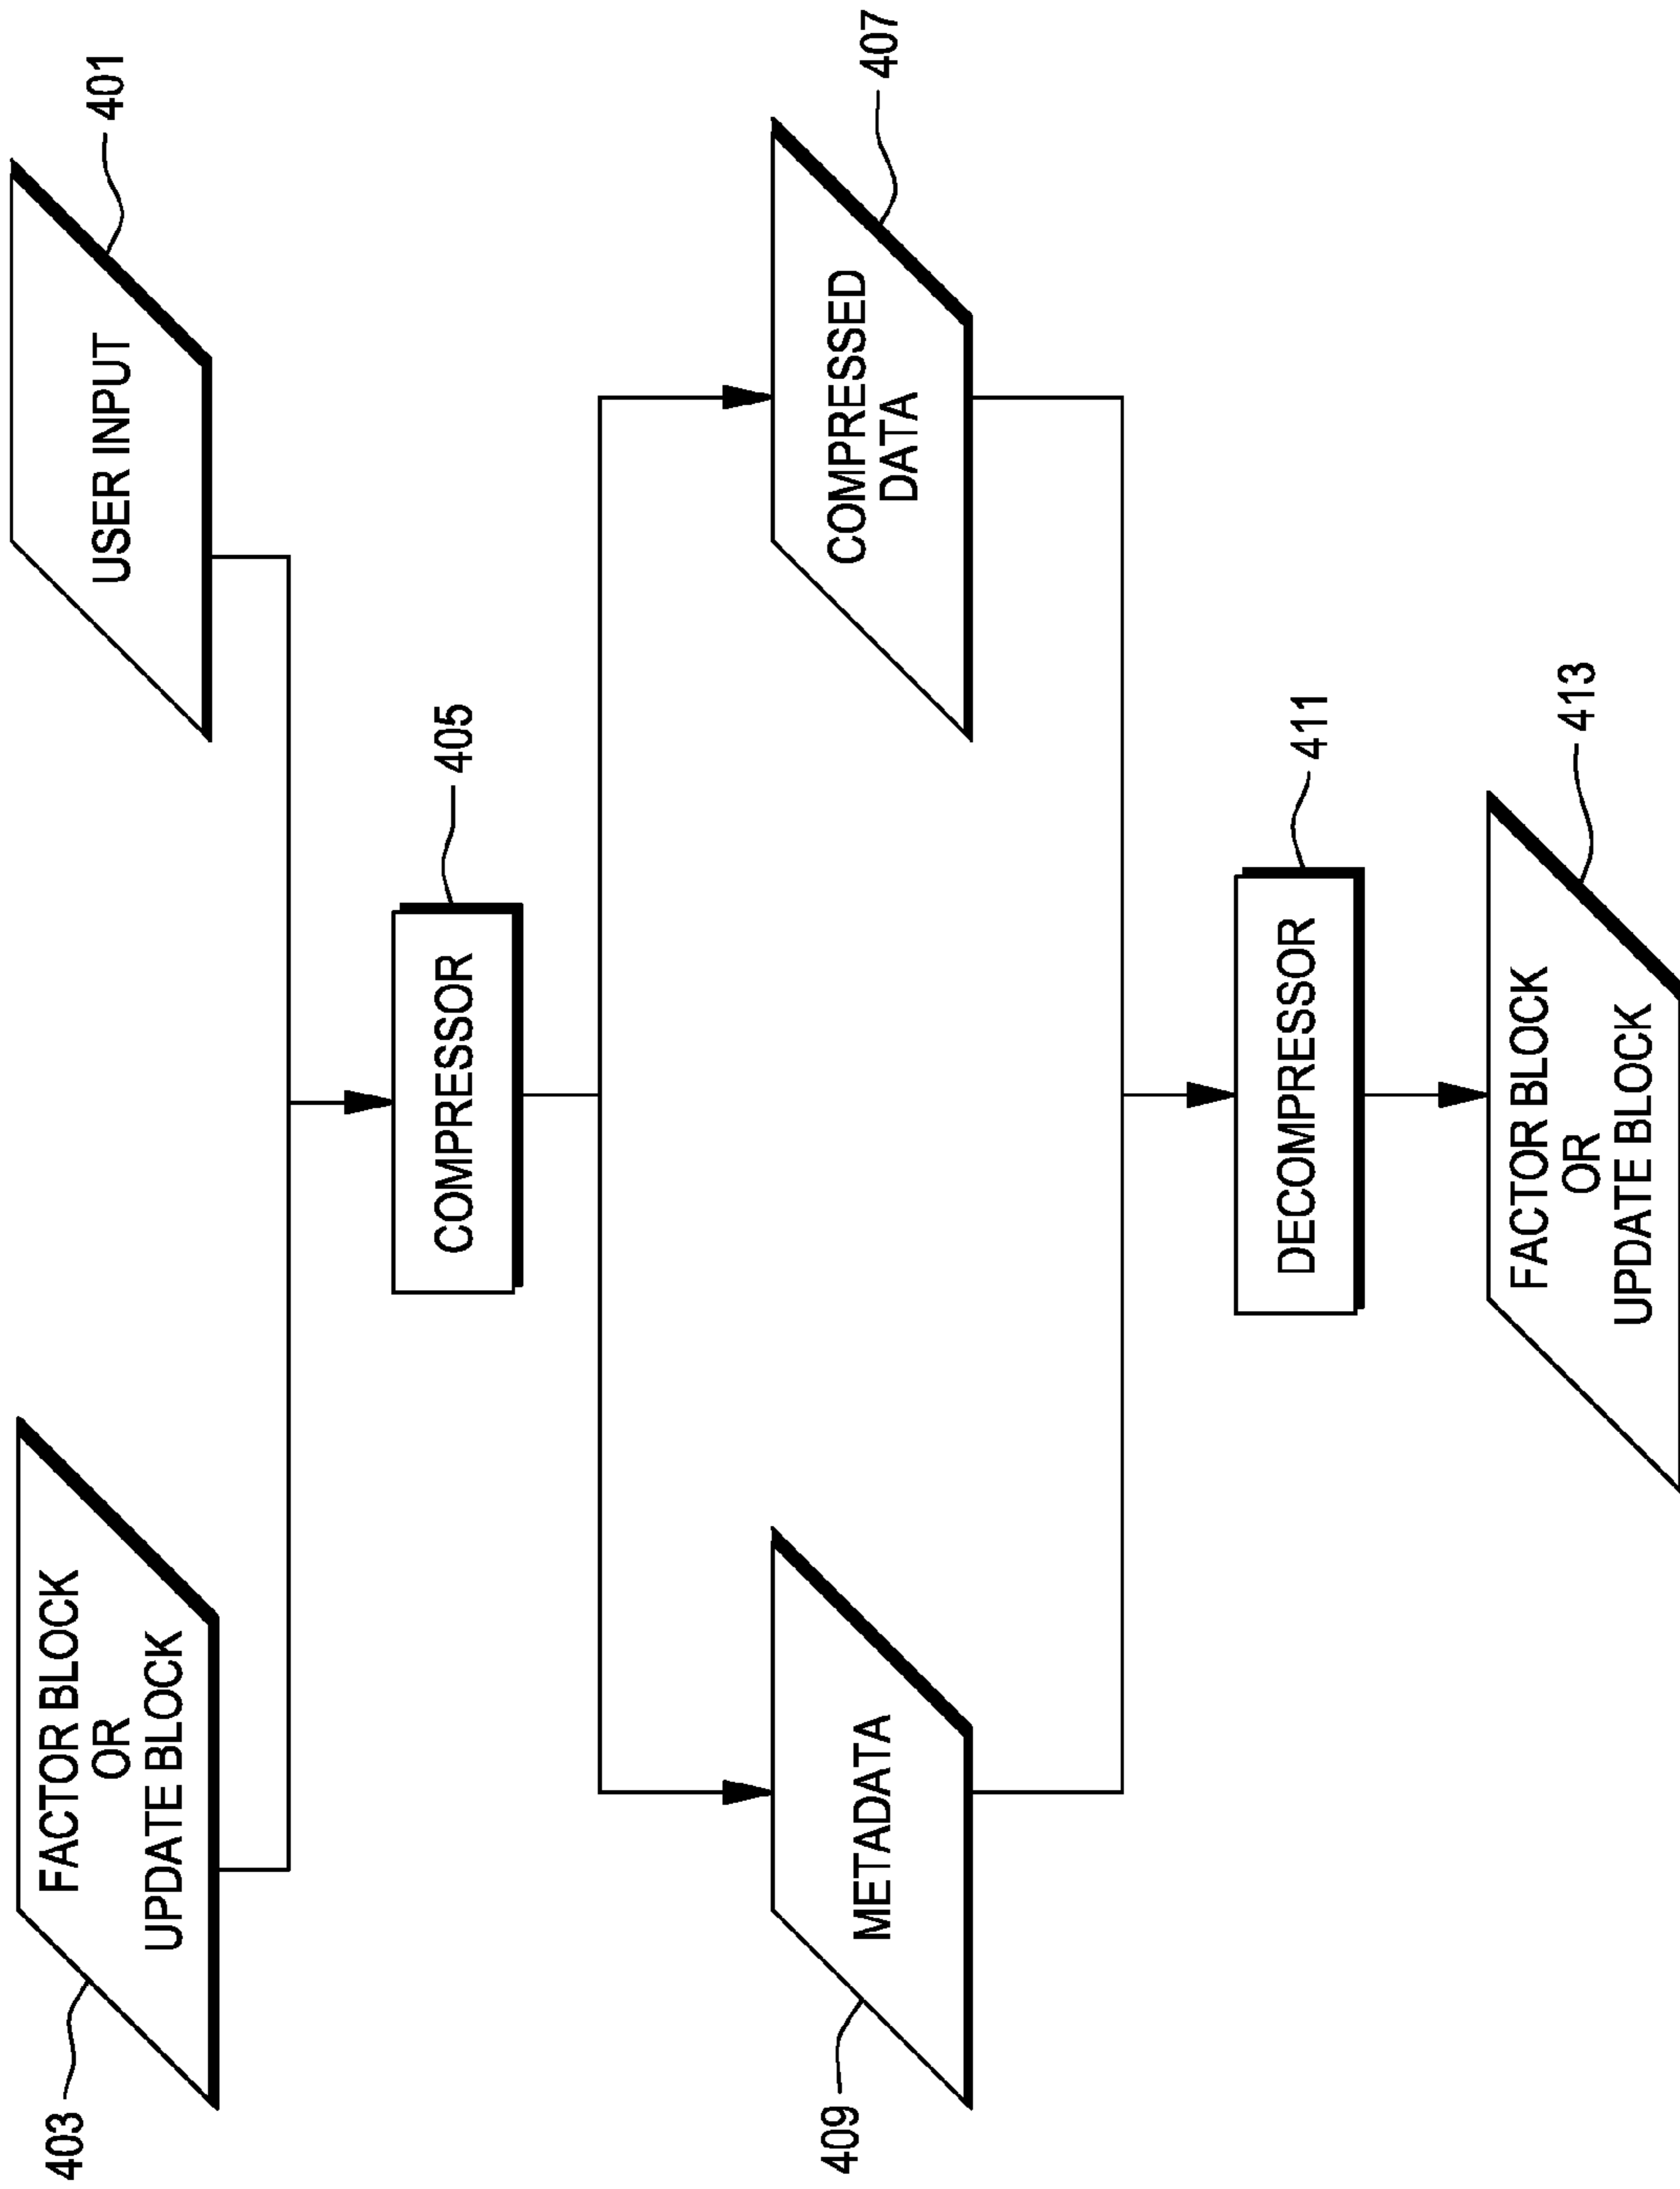 403
FACTOR BLOCK
OR
UPDATE BLOCK
USER INPUT
401
COMPRESSOR
405
409
METADATA
COMPRESSED
DATA
407
DECOMPRESSOR
411
FACTOR BLOCK
OR
UPDATE BLOCK
413